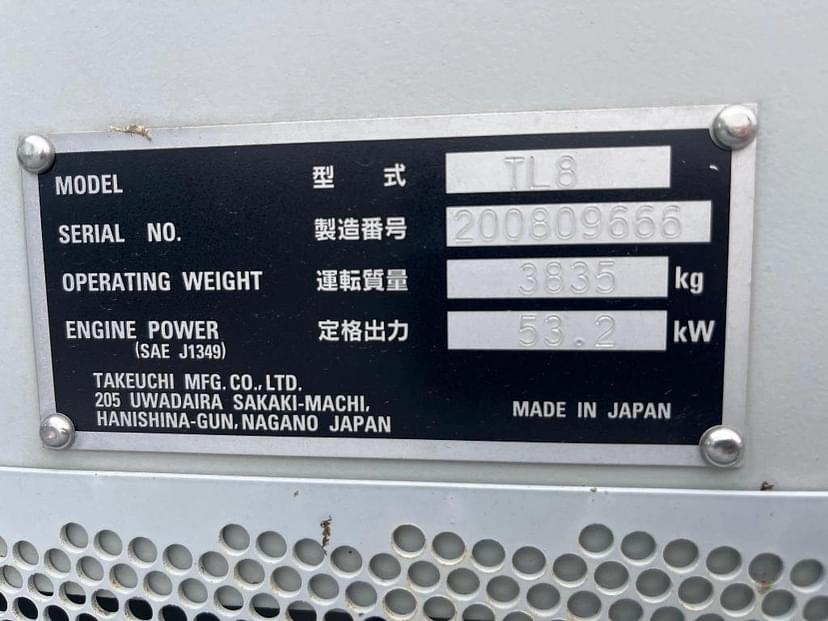 MODEL 型 式 TL8
SERIAL NO. 製造番号 200809666
OPERATING WEIGHT 運転質量 3835 kg
ENGINE POWER 定格出力 53.2 kW
(SAE J1349)
TAKEUCHI MFG. CO., LTD.
205 UWADAIRA SAKAKI-MACHI,
HANISHINA-GUN, NAGANO JAPAN
MADE IN JAPAN